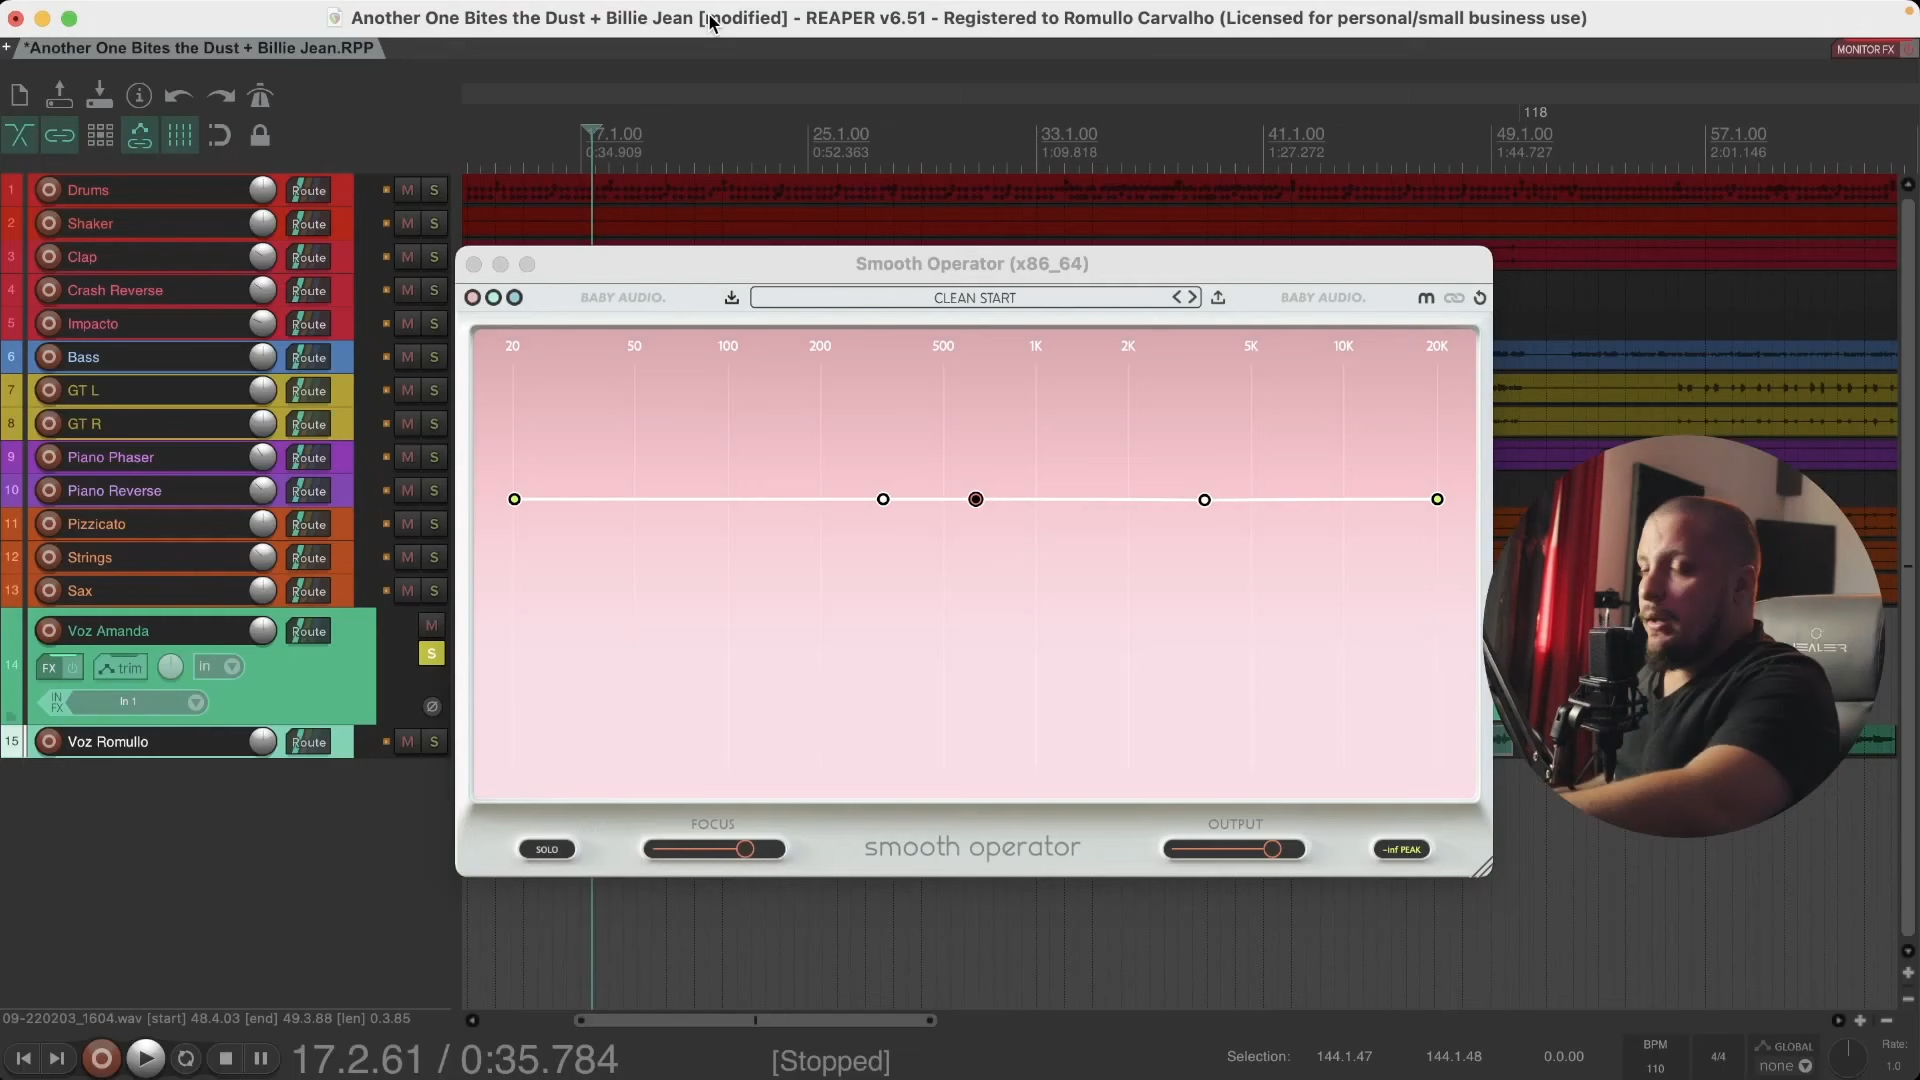 Another One Bites the Dust + Billie Jean [modified] - REAPER v6.51 - Registered to Romullo Carvalho (Licensed for personal/small business use)
+ *Another One Bites the Dust + Billie Jean.RPP
MONITOR FX
118
17.1.00 25.1.00 33.1.00 41.1.00 49.1.00 57.1.00
0:34.909 0:52.363 1:09.818 1:27.272 1:44.727 2:01.146
1 Drums Route M S
2 Shaker Route M S
3 Clap Route M S
4 Crash Reverse Route M S
5 Impacto Route M S
6 Bass Route M S
7 GT L Route M S
8 GT R Route M S
9 Piano Phaser Route M S
10 Piano Reverse Route M S
11 Pizzicato Route M S
12 Strings Route M S
13 Sax Route M S
14 Voz Amanda Route M S
FX trim In
IN FX In 1
15 Voz Romullo Route M S
Smooth Operator (x86_64)
BABY AUDIO. CLEAN START BABY AUDIO. m
20 50 100 200 500 1K 2K 5K 10K 20K
FOCUS OUTPUT
SOLO smooth operator -inf PEAK
09-220203_1604.wav [start] 48.4.03 [end] 49.3.88 [len] 0.3.85
17.2.61 / 0:35.784 [Stopped]
Selection: 144.1.47 144.1.48 0.0.00
BPM
110
4/4
GLOBAL
none
Rate:
1.0